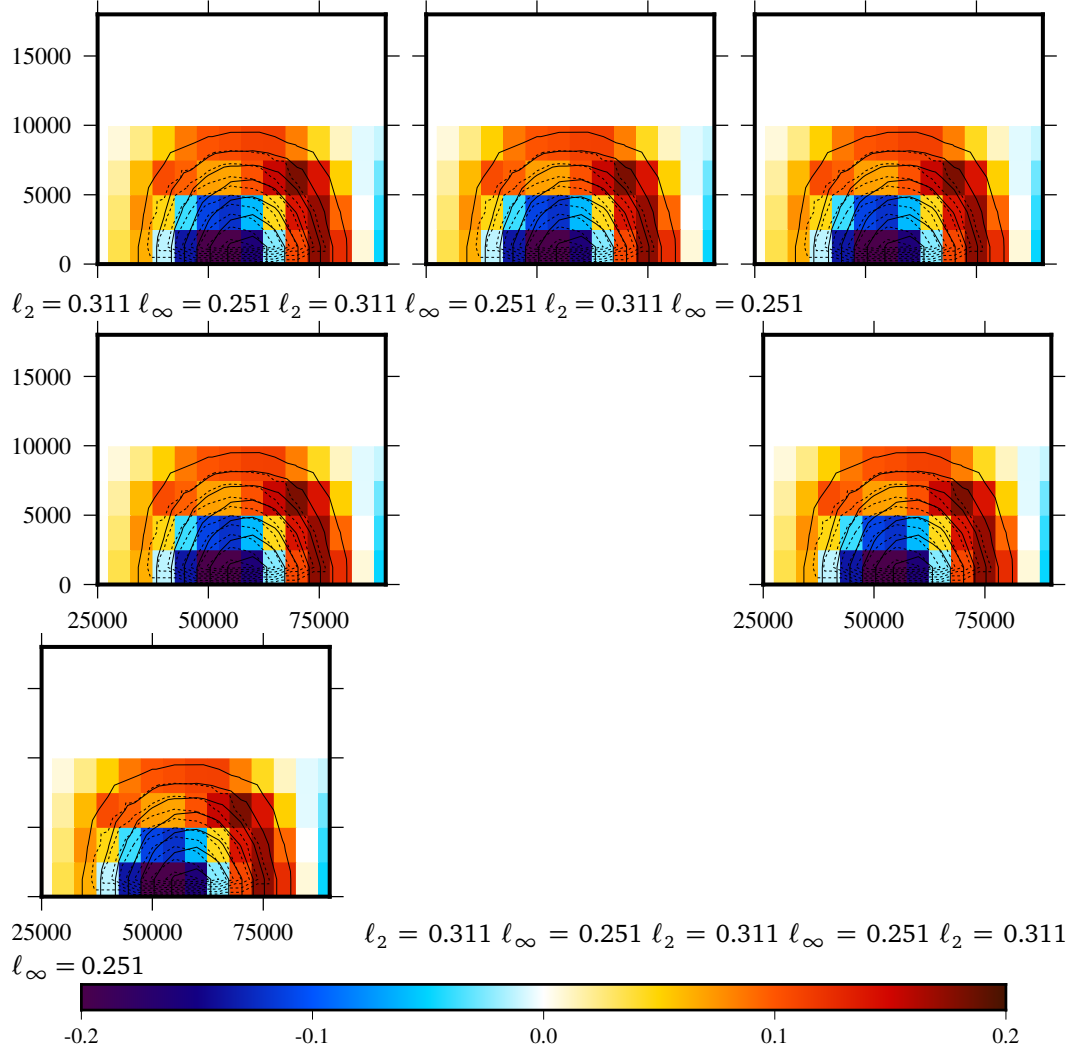 15000
10000
5000
0
ℓ₂ = 0.311 ℓ∞ = 0.251 ℓ₂ = 0.311 ℓ∞ = 0.251 ℓ₂ = 0.311 ℓ∞ = 0.251
15000
10000
5000
0
25000 50000 75000 25000 50000 75000
25000 50000 75000
ℓ₂ = 0.311 ℓ∞ = 0.251 ℓ₂ = 0.311 ℓ∞ = 0.251 ℓ₂ = 0.311
ℓ∞ = 0.251
-0.2 -0.1 0.0 0.1 0.2